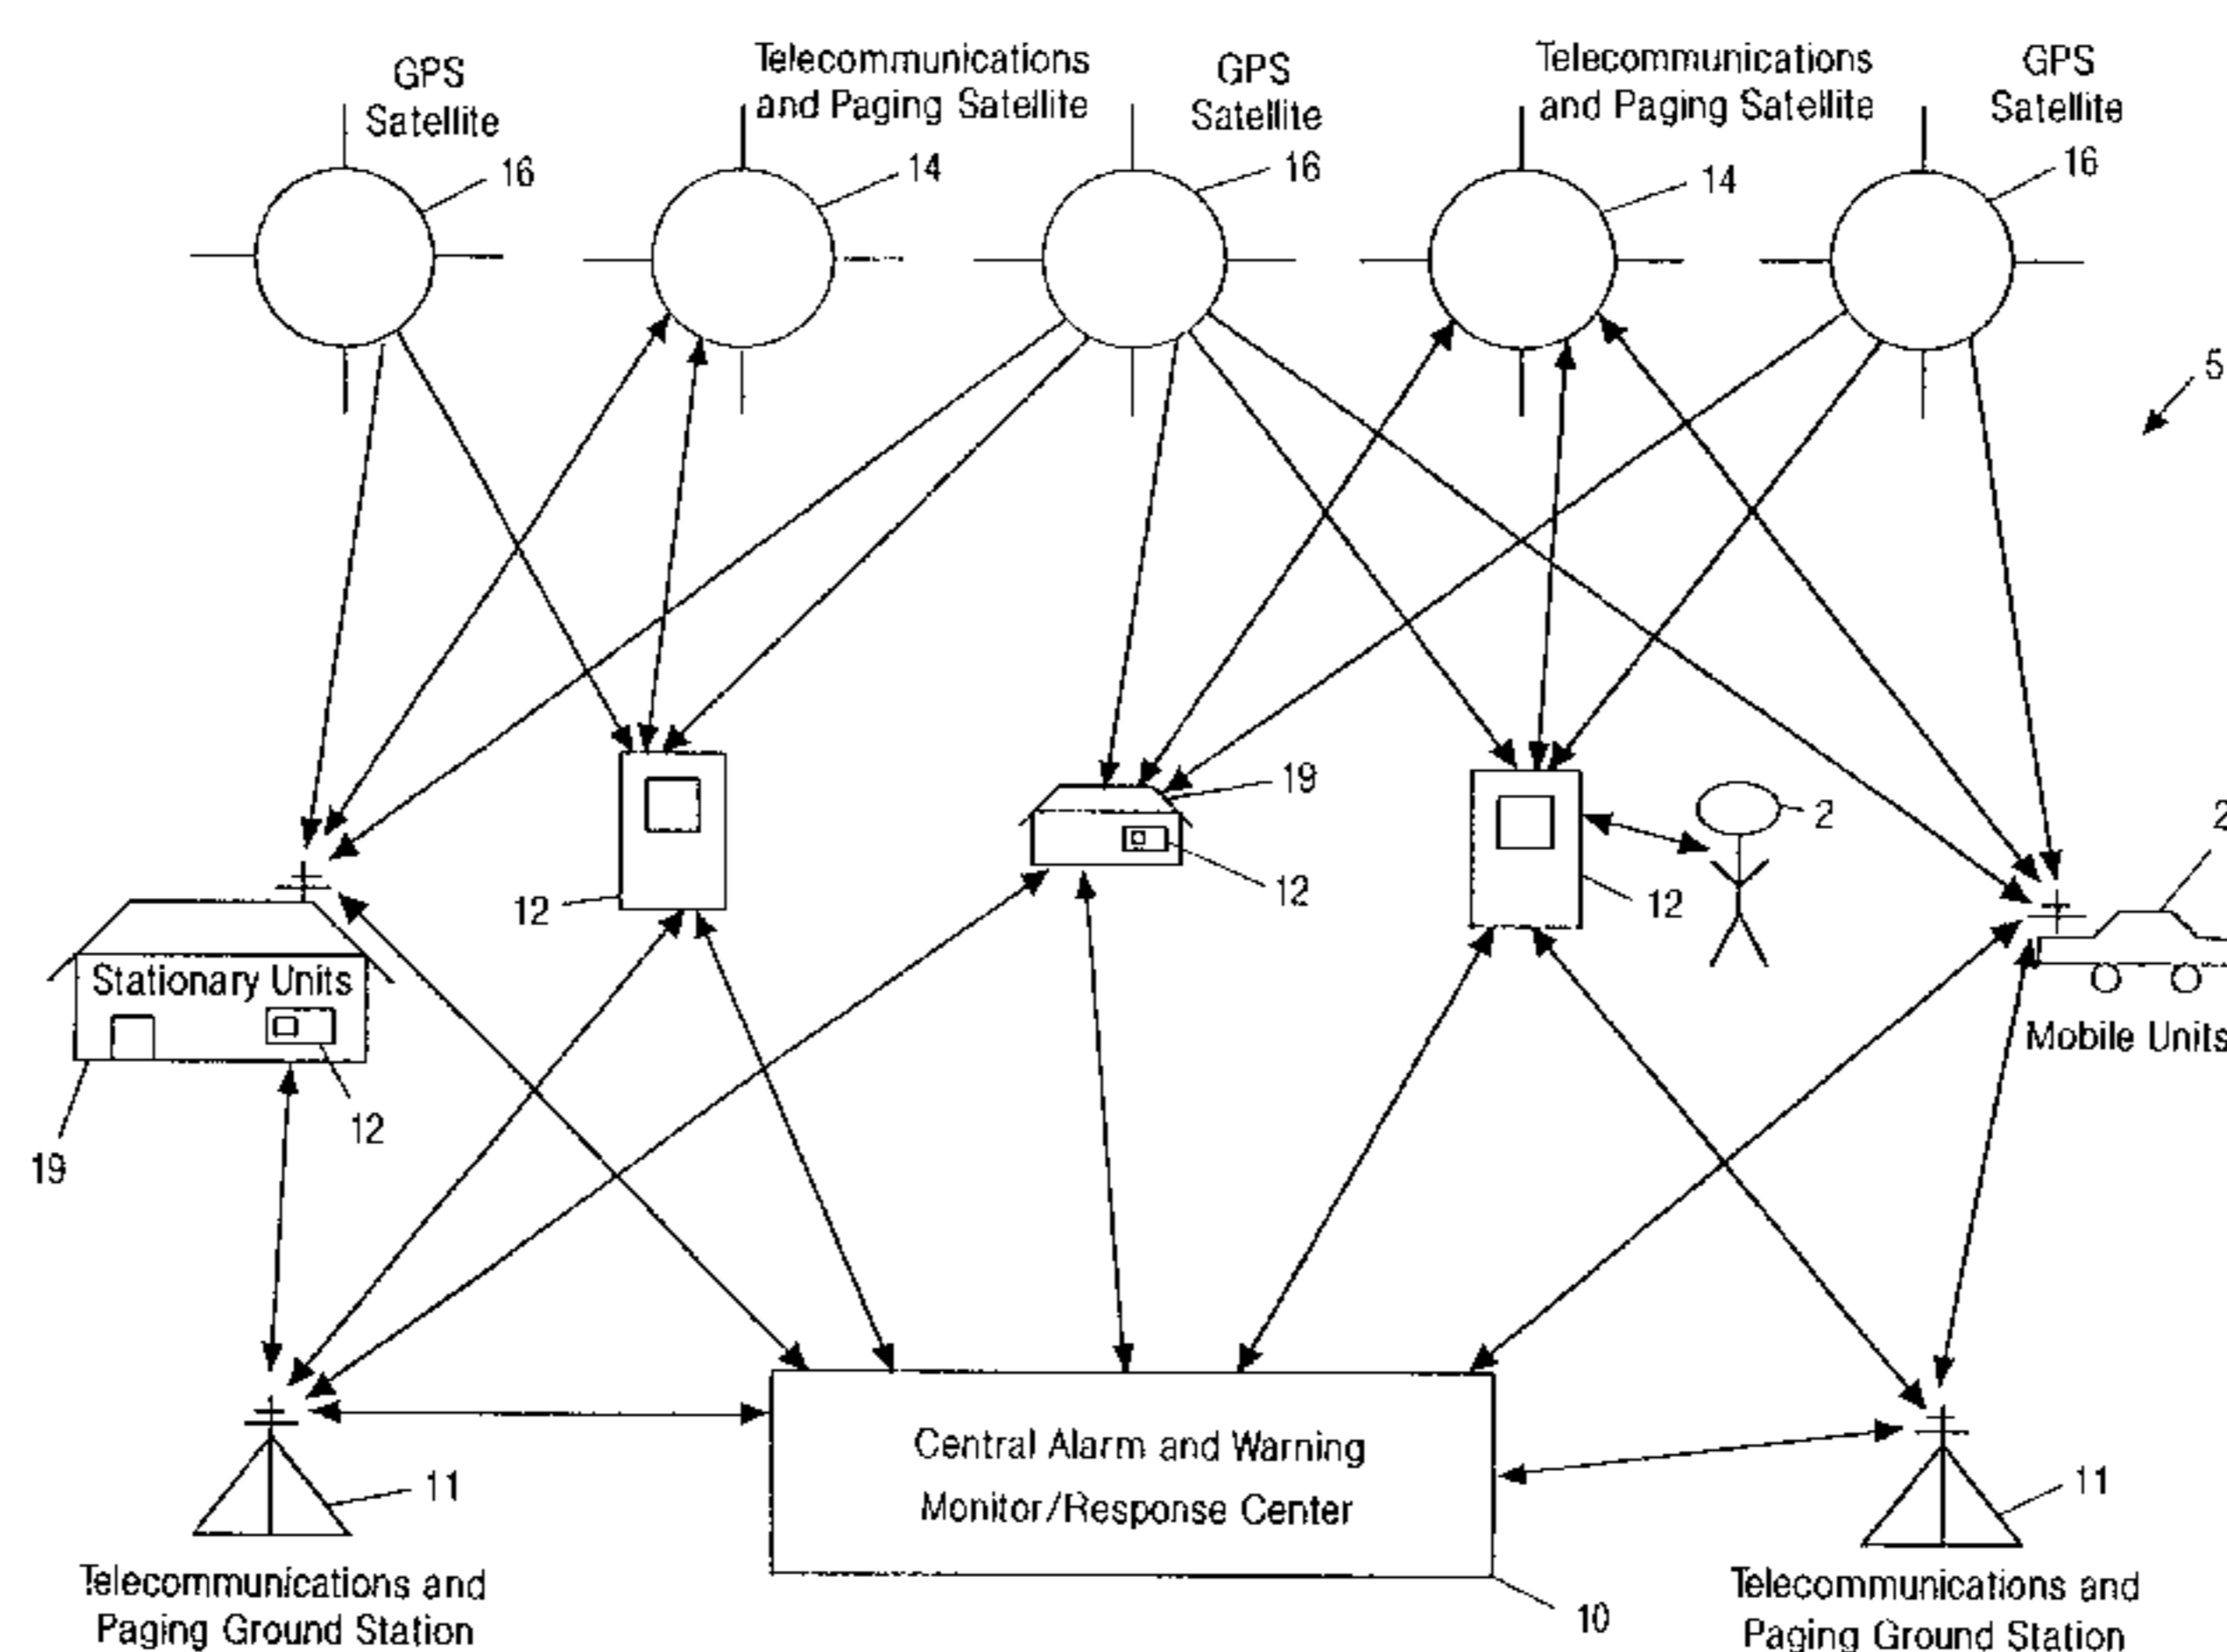 GPS
Satellite
16
Telecommunications
and Paging Satellite
14
GPS
Satellite
16
Telecommunications
and Paging Satellite
14
GPS
Satellite
16
5
12
19
12
2
12
2
Stationary Units
12
19
Mobile Units
11
Telecommunications and
Paging Ground Station
Central Alarm and Warning
Monitor/Response Center
10
11
Telecommunications and
Paging Ground Station